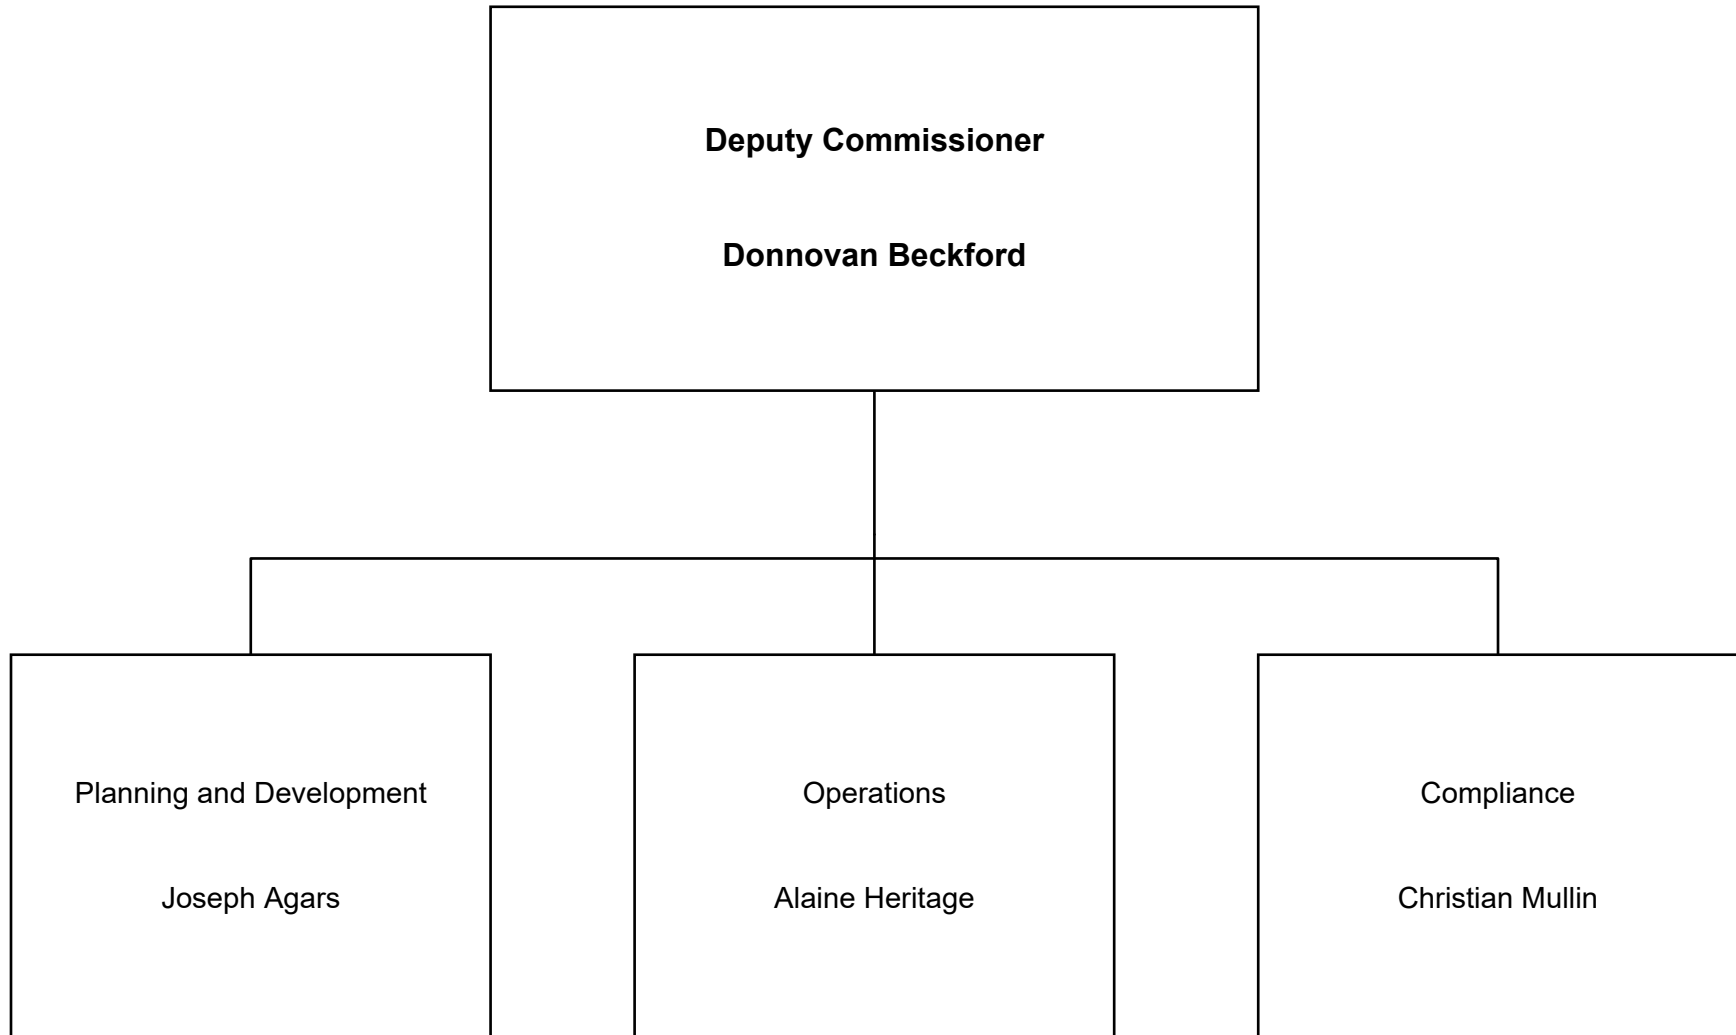 Deputy Commissioner
Donnovan Beckford
Planning and Development
Joseph Agars
Operations
Alaine Heritage
Compliance
Christian Mullin